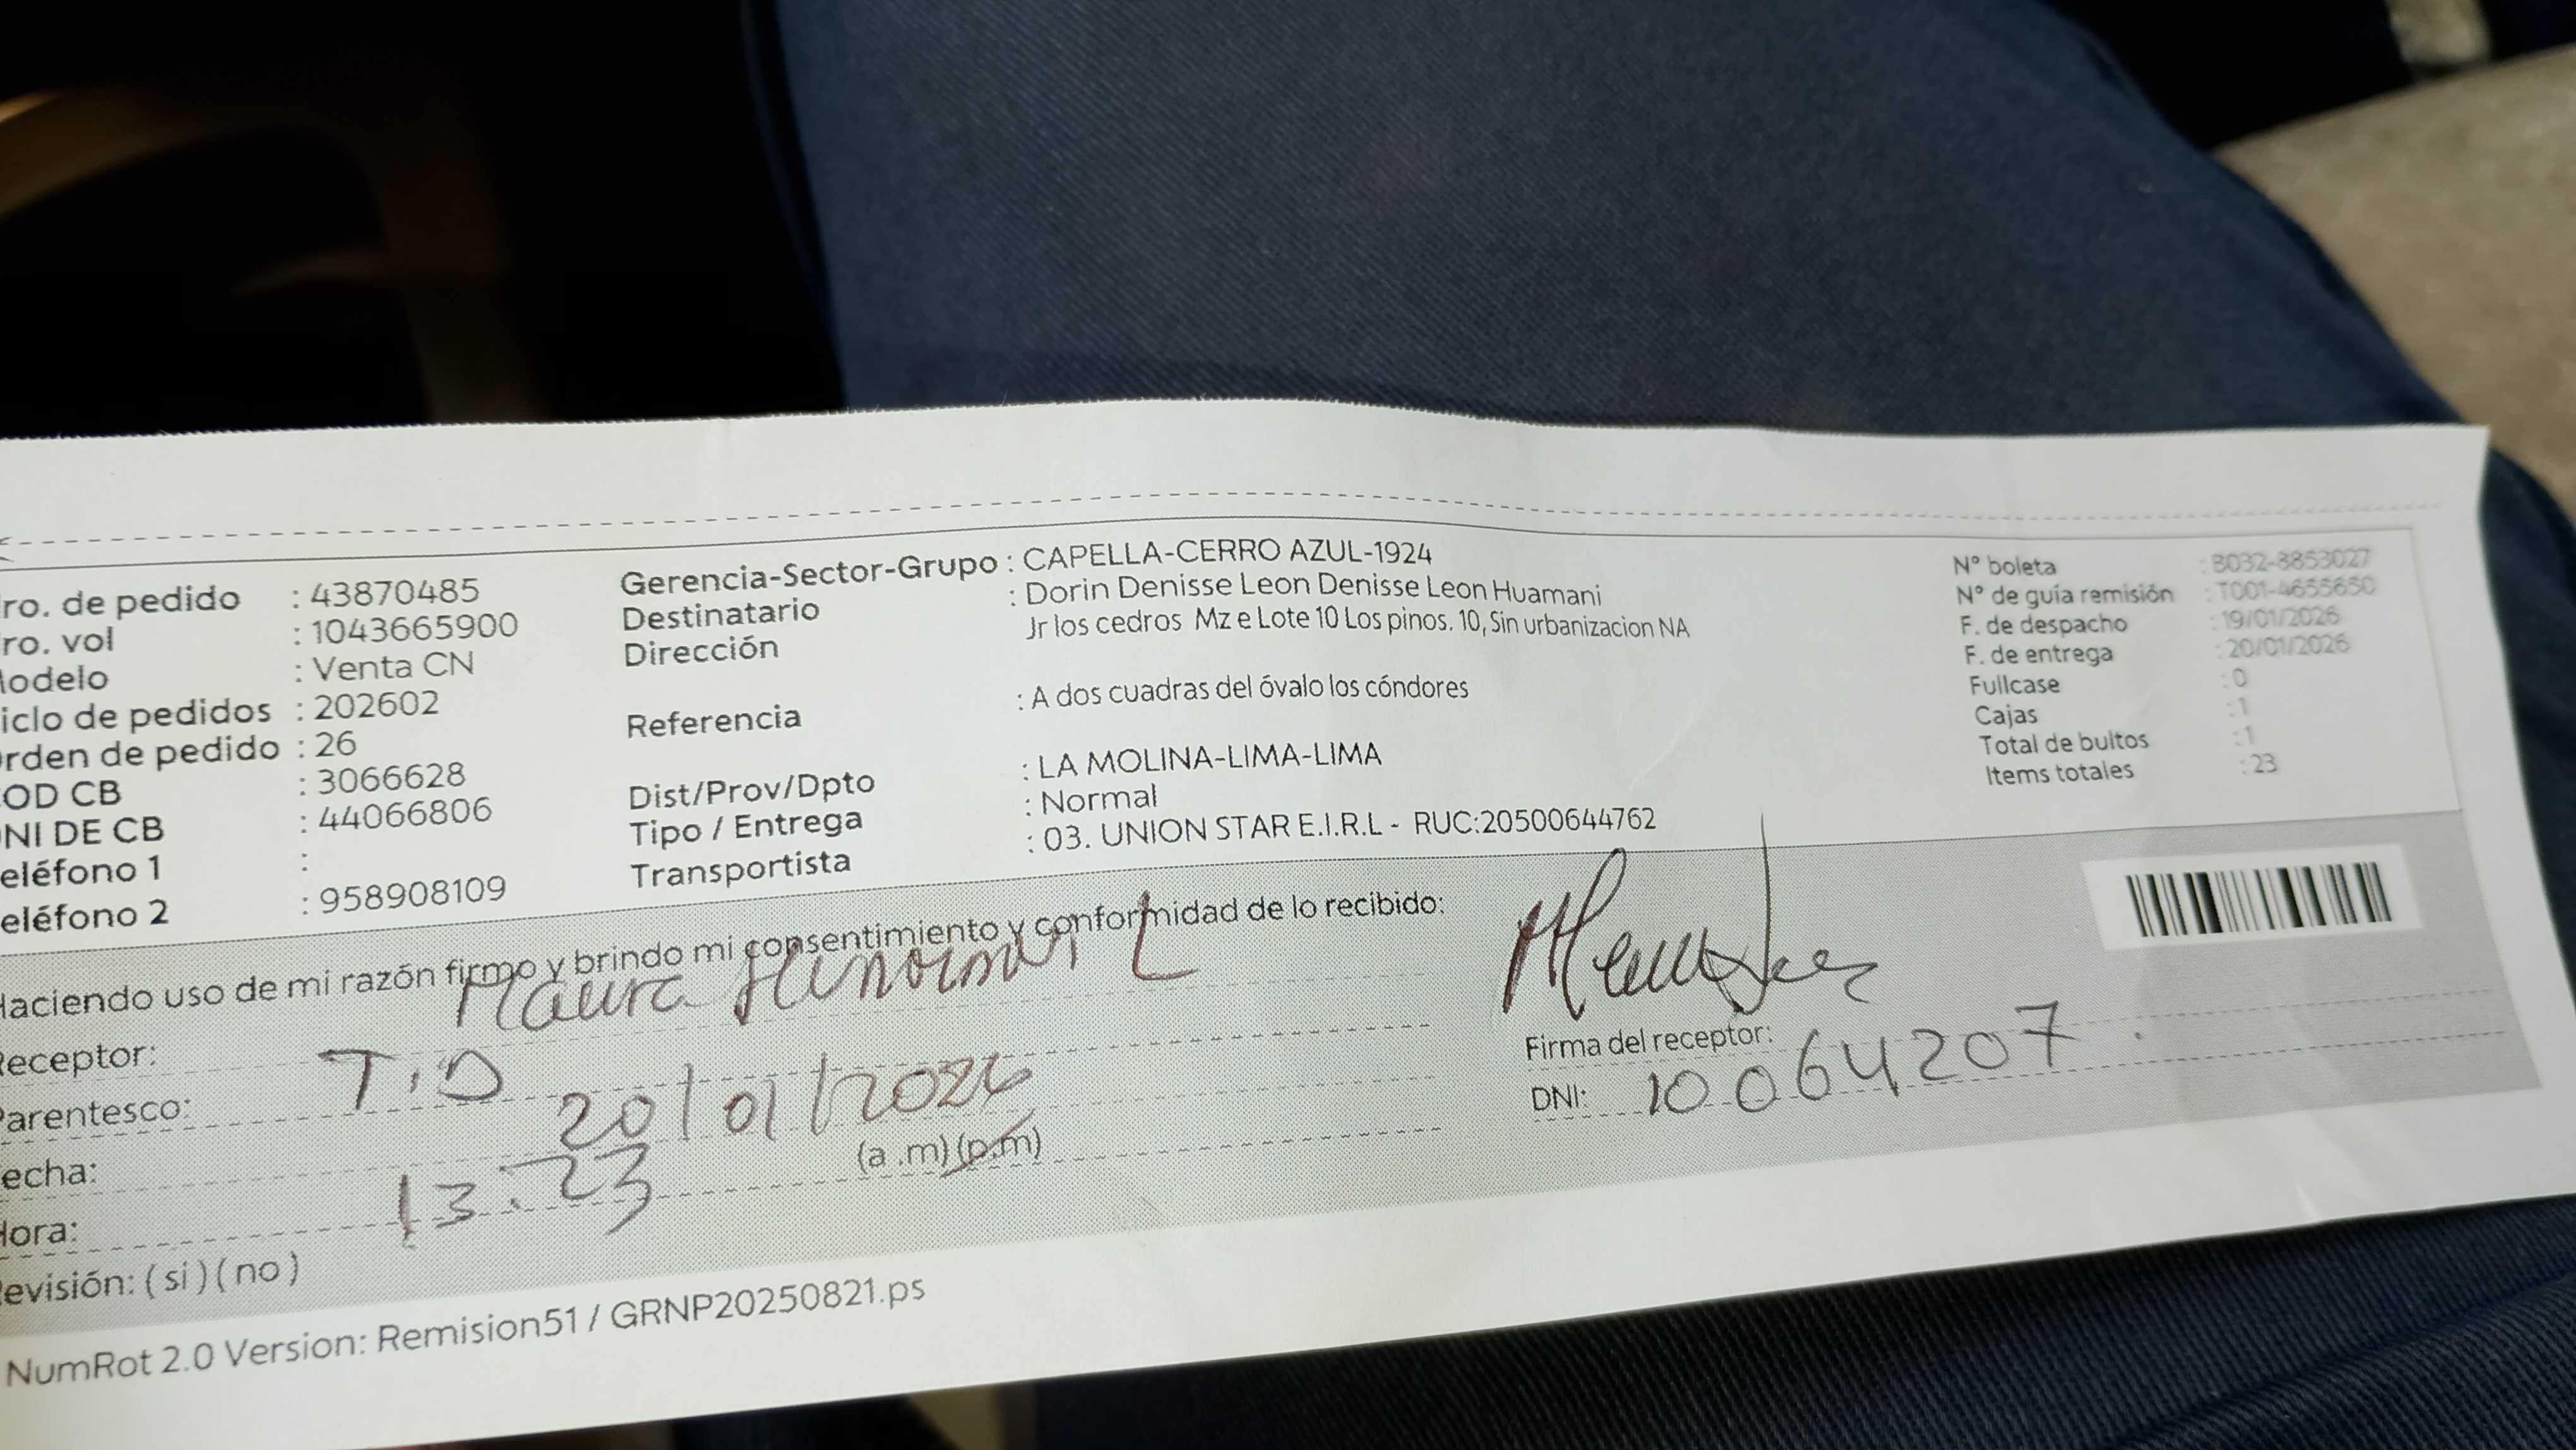 ro. de pedido : 43870485
ro. vol : 1043665900
odelo : Venta CN
iclo de pedidos : 202602
rden de pedido : 26
OD CB : 3066628
NI DE CB : 44066806
eléfono 1 :
eléfono 2 : 958908109
Gerencia-Sector-Grupo : CAPELLA-CERRO AZUL-1924
Destinatario : Dorin Denisse Leon Denisse Leon Huamani
Dirección Jr los cedros Mz e Lote 10 Los pinos. 10, Sin urbanizacion NA
Referencia : A dos cuadras del óvalo los cóndores
Dist/Prov/Dpto : LA MOLINA-LIMA-LIMA
Tipo / Entrega : Normal
Transportista : 03. UNION STAR E.I.R.L - RUC:20500644762
N° boleta : B032-8853027
N° de guía remisión : T001-4655650
F. de despacho : 19/01/2026
F. de entrega : 20/01/2026
Fullcase : 0
Cajas : 1
Total de bultos : 1
Items totales : 23
Haciendo uso de mi razón firmo y brindo mi consentimiento y conformidad de lo recibido:
Receptor: Maura
Parentesco: T.D
echa: 20/01/2026
Hora: 13.23 (a .m) (p.m)
evisión: ( si ) ( no )
Firma del receptor:
DNI: 10064207
NumRot 2.0 Version: Remision51 / GRNP20250821.ps